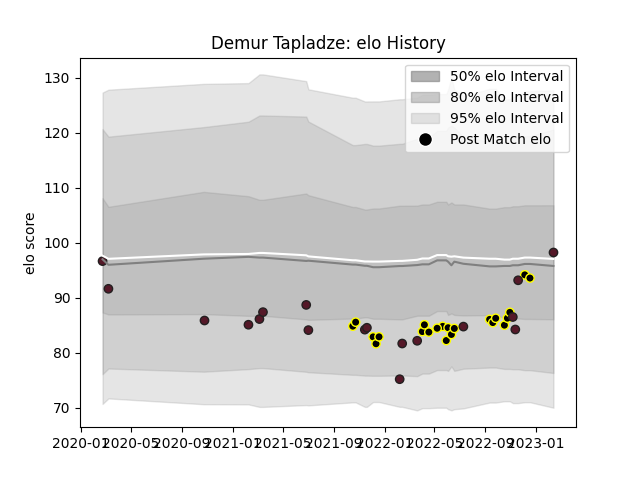 Demur Tapladze: elo History
50% elo Interval
80% elo Interval
95% elo Interval
Post Match elo
elo score
130
120
110
100
90
80
70
2020-01 2020-05 2020-09 2021-01 2021-05 2021-09 2022-01 2022-05 2022-09 2023-01